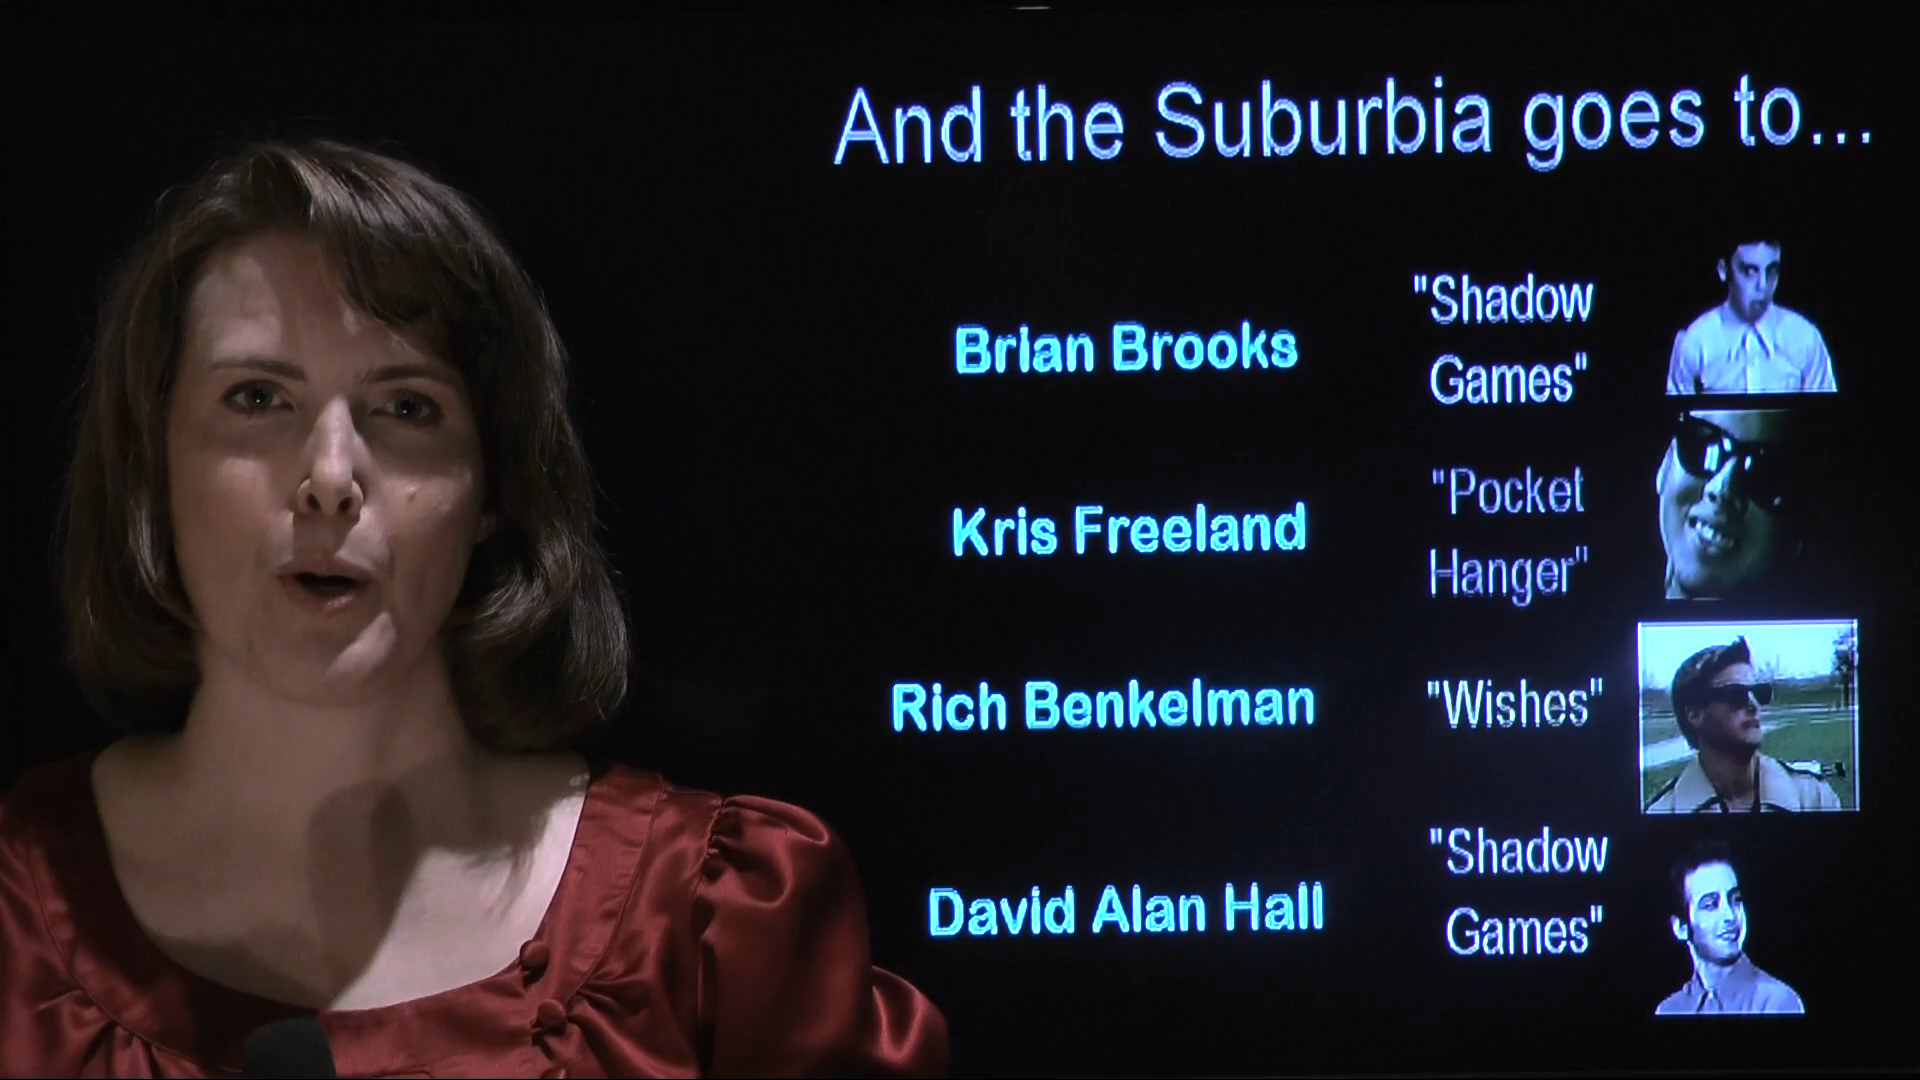 And the Suburbia goes to...
Brian Brooks
"Shadow
Games"
Kris Freeland
"Pocket
Hanger"
Rich Benkelman
"Wishes"
David Alan Hall
"Shadow
Games"